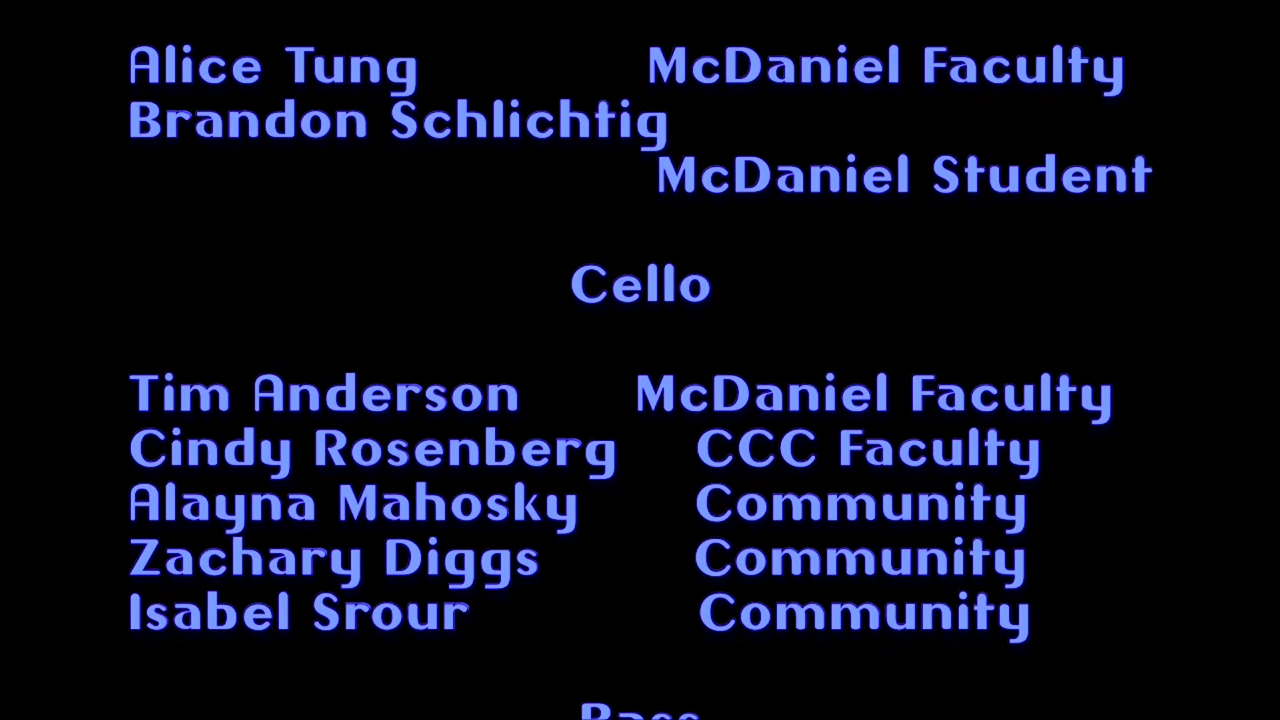 Alice Tung McDaniel Faculty
Brandon Schlichtig
McDaniel Student
Cello
Tim Anderson McDaniel Faculty
Cindy Rosenberg CCC Faculty
Alayna Mahosky Community
Zachary Diggs Community
Isabel Srour Community
Bass